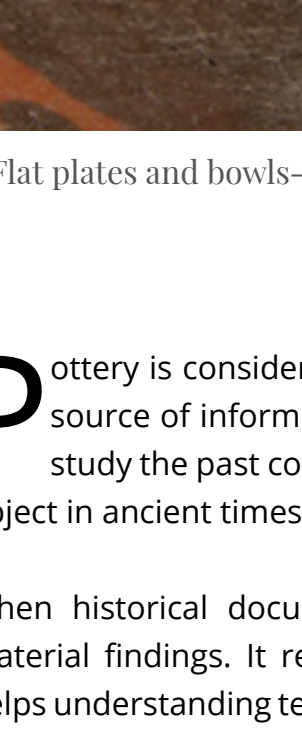 Flat plates and bowls-
Pottery is consider
source of inform
study the past co
ject in ancient times
hen historical docu
aterial findings. It re
elps understanding te